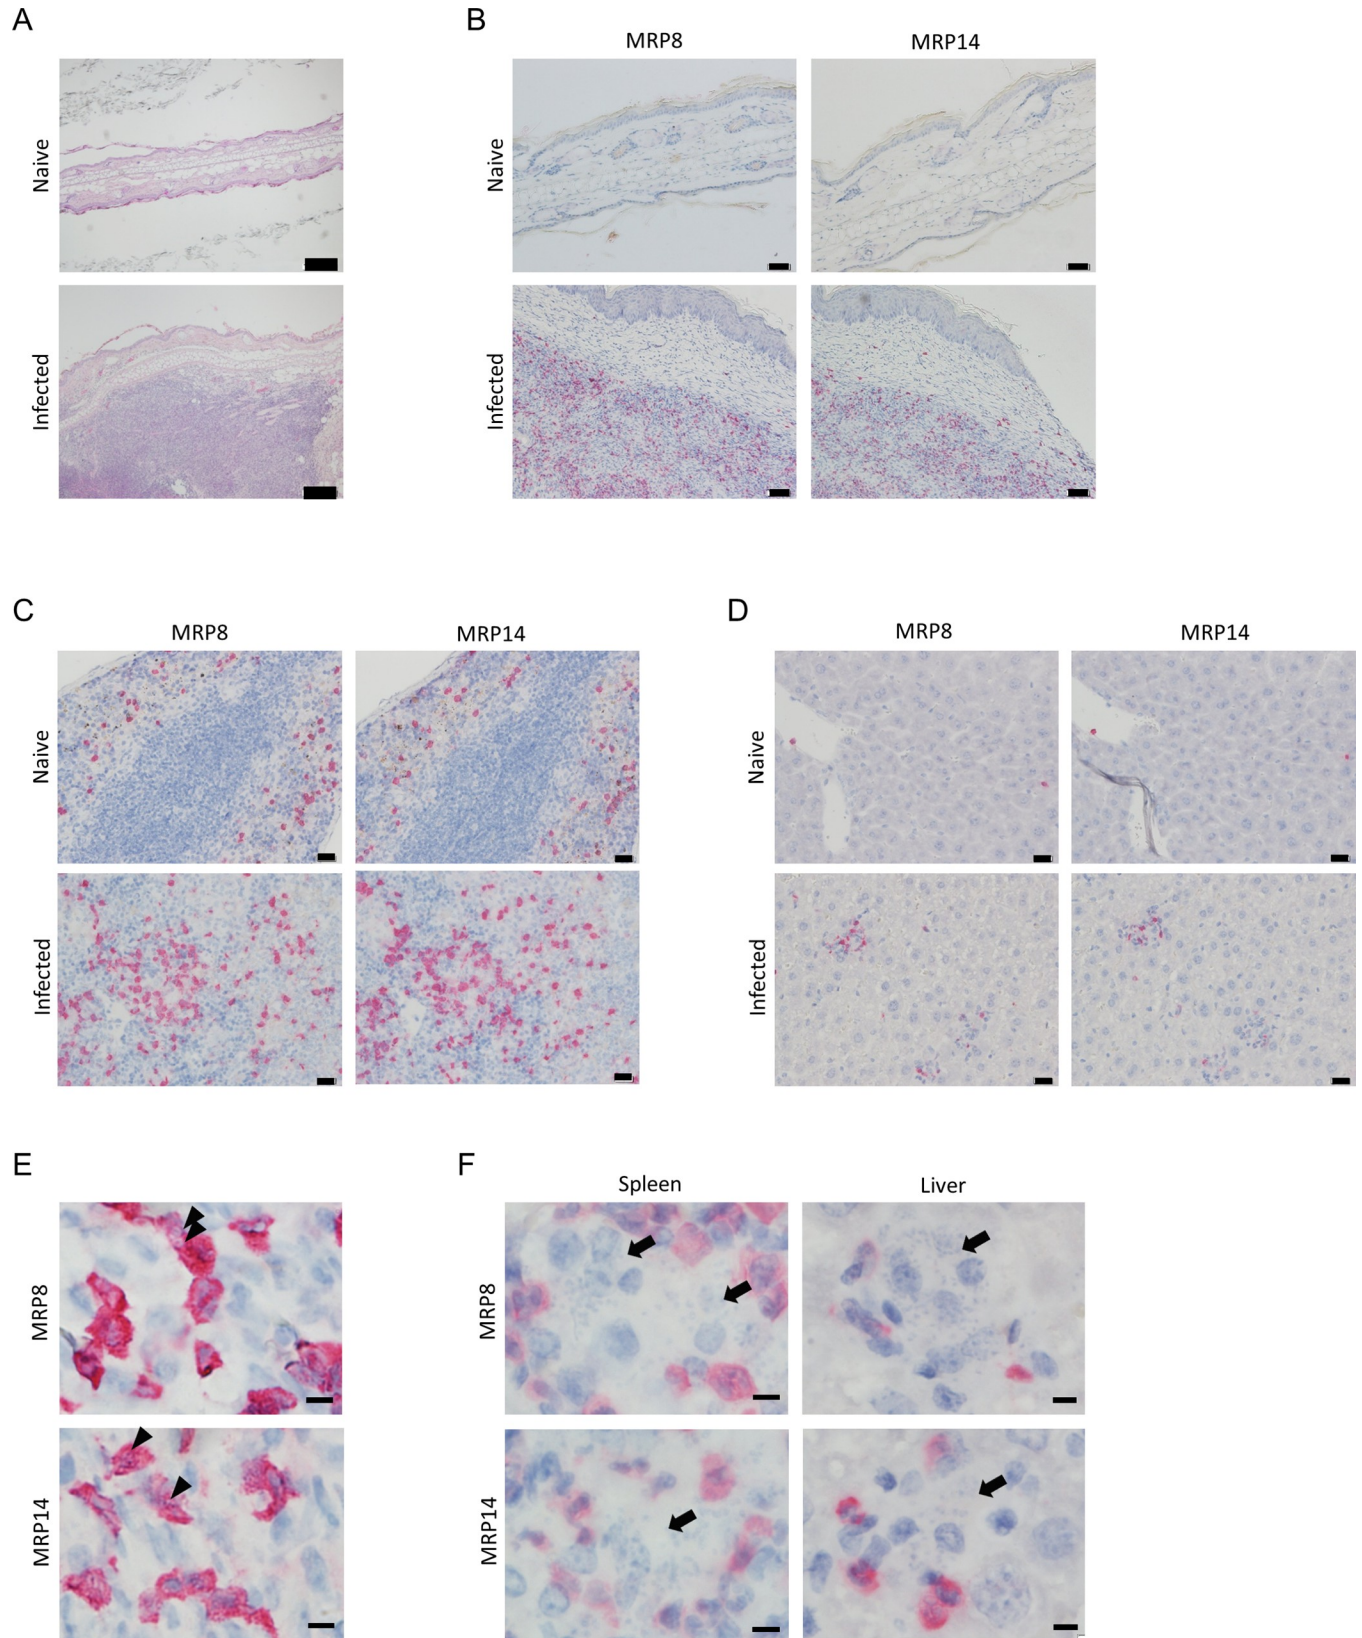 A
B
MRP8
MRP14
Naive
Naive
Infected
Infected
C
D
MRP8
MRP14
MRP8
MRP14
Naive
Naive
Infected
Infected
E
F
Spleen
Liver
MRP8
MRP8
MRP14
MRP14